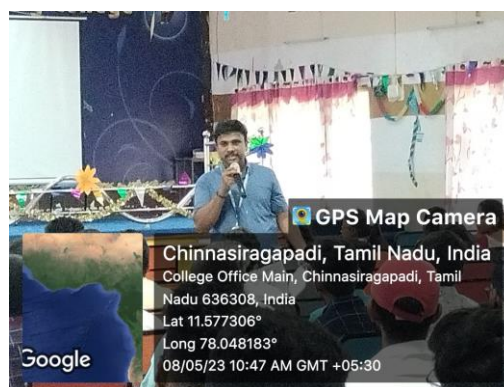 GPS Map Camera
Chinnasiragapadi, Tamil Nadu, India
College Office Main, Chinnasiragapadi, Tamil
Nadu 636308, India
Lat 11.577306°
Long 78.048183°
08/05/23 10:47 AM GMT +05:30
Google